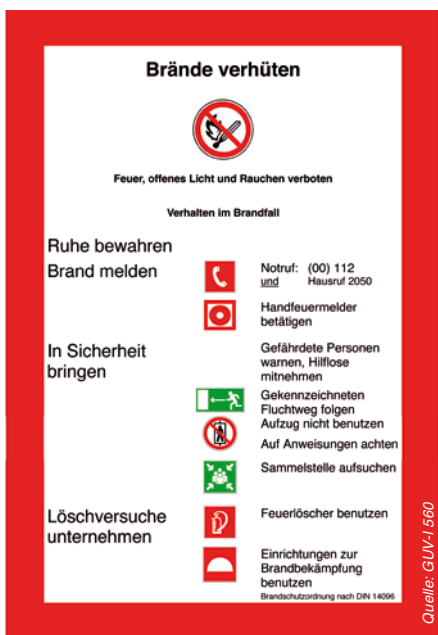 Brände verhüten
Feuer, offenes Licht und Rauchen verboten
Verhalten im Brandfall
Ruhe bewahren
Brand melden
Notruf: (00) 112
und Hausruf 2050
Handfeuermelder
betätigen
In Sicherheit
bringen
Gefährdete Personen
warnen, Hilflose
mitnehmen
Gekennzeichneten
Fluchtweg folgen
Aufzug nicht benutzen
Auf Anweisungen achten
Sammelstelle aufsuchen
Löschversuche
unternehmen
Feuerlöscher benutzen
Einrichtungen zur
Brandbekämpfung
benutzen
Brandschutzordnung nach DIN 14096
Quelle: GUV-I 560